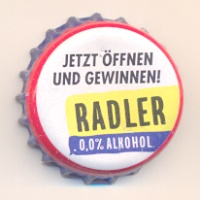 JETZT ÖFFNEN
UND GEWINNEN!
RADLER
0,0% ALKOHOL